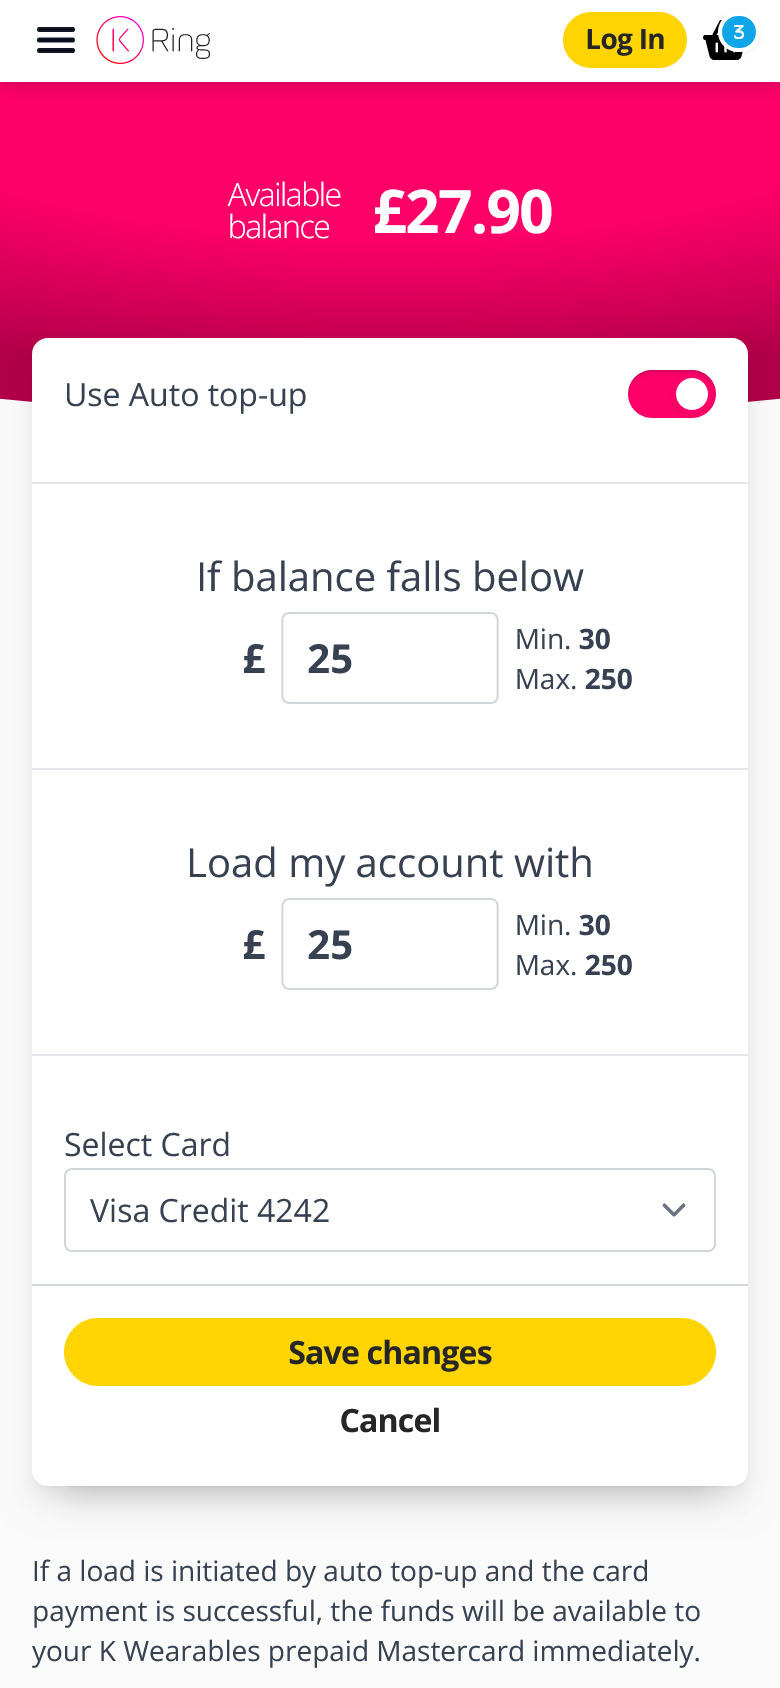 K Ring
Log In
3
Available
balance
£27.90
Use Auto top-up
If balance falls below
£ 25
Min. 30
Max. 250
Load my account with
£ 25
Min. 30
Max. 250
Select Card
Visa Credit 4242
Save changes
Cancel
If a load is initiated by auto top-up and the card
payment is successful, the funds will be available to
your K Wearables prepaid Mastercard immediately.